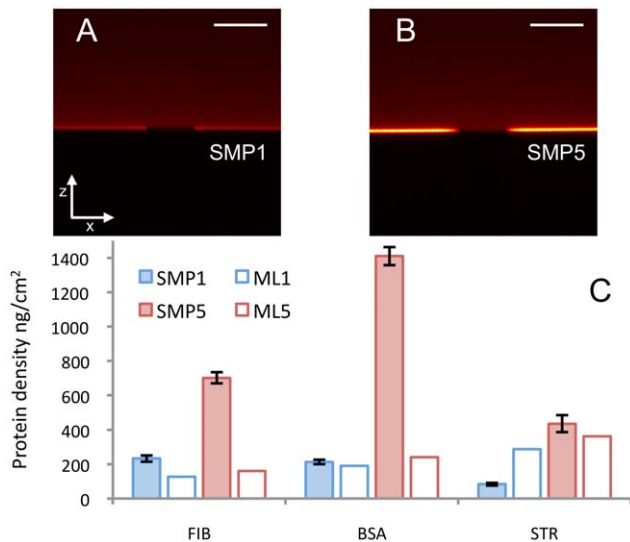 A
B
SMP1
SMP5
z
x
1400
1200
1000
800
600
400
200
0
Protein density ng/cm²
SMP1 ML1
SMP5 ML5
C
FIB BSA STR